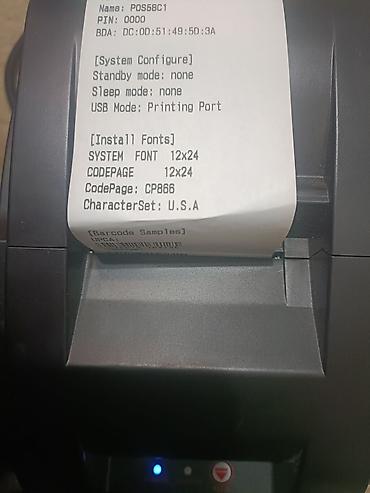 Name: POS58C1
PIN: 0000
BDA: DC:0D:51:49:5D:3A
[System Configure]
Standby mode: none
Sleep mode: none
USB Mode: Printing Port
[Install Fonts]
SYSTEM FONT 12x24
CODEPAGE 12x24
CodePage: CP866
CharacterSet: U.S.A
[Barcode Samples]
UPCA: